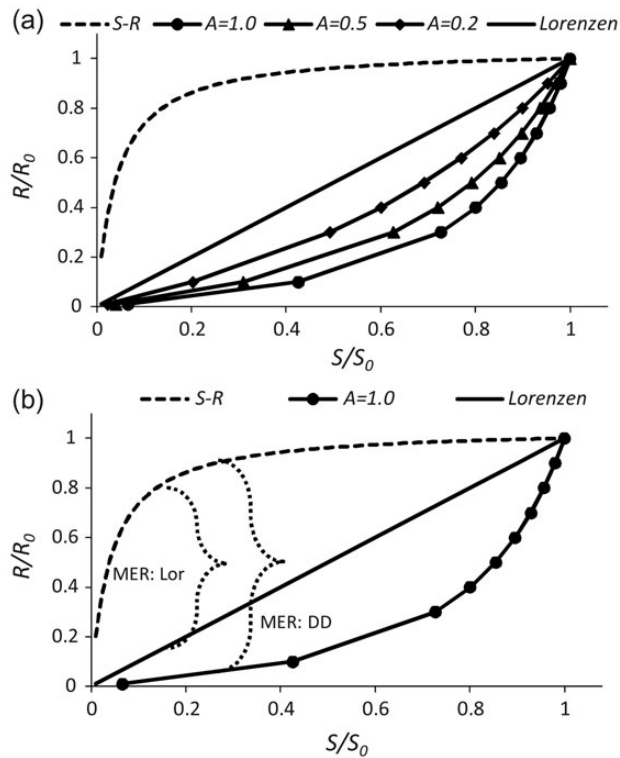 (a)
S-R A=1.0 A=0.5 A=0.2 Lorenzen
R/R0
1
0.8
0.6
0.4
0.2
0
0 0.2 0.4 0.6 0.8 1
S/S0
(b)
S-R A=1.0 Lorenzen
R/R0
1
0.8
0.6
0.4
0.2
0
MER: Lor
MER: DD
0 0.2 0.4 0.6 0.8 1
S/S0